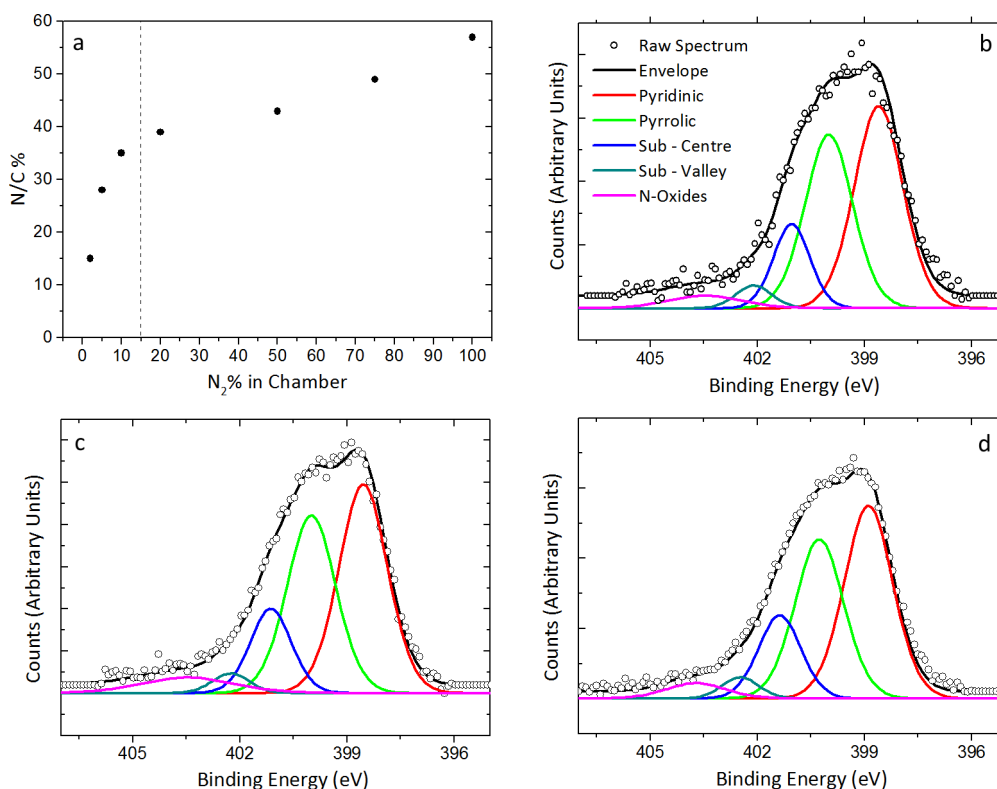 a
N/C %
60
50
40
30
20
10
0
0 10 20 30 40 50 60 70 80 90 100
N2% in Chamber
b
Raw Spectrum
Envelope
Pyridinic
Pyrrolic
Sub - Centre
Sub - Valley
N-Oxides
Counts (Arbitrary Units)
405 402 399 396
Binding Energy (eV)
c
Counts (Arbitrary Units)
405 402 399 396
Binding Energy (eV)
d
Counts (Arbitrary Units)
405 402 399 396
Binding Energy (eV)